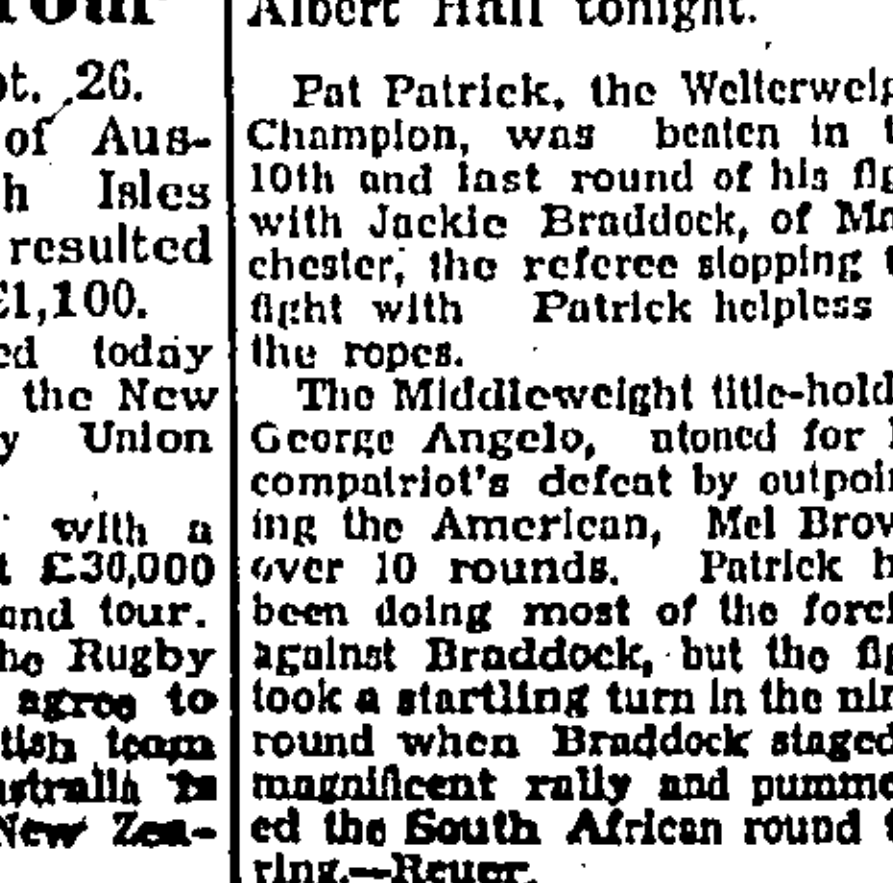 our
pt. 26.
of Aus-
h Isles
resulted
£1,100.
ed today
the New
y Union
with a
t £30,000
and tour.
he Rugby
agree to
tish team
ustralia is
New Zea-
Albert Hall tonight.
Pat Patrick, the Welterweig
Champion, was beaten in t
10th and last round of his fig
with Jackie Braddock, of Ma
chester, the referee stopping t
fight with Patrick helpless
the ropes.
The Middleweight title-hold
George Angelo, atoned for h
compatriot's defeat by outpoin
ing the American, Mel Brow
over 10 rounds. Patrick h
been doing most of the forci
against Braddock, but the fig
took a startling turn in the nin
round when Braddock staged
magnificent rally and pumme
ed the South African round t
ring.—Reuer.